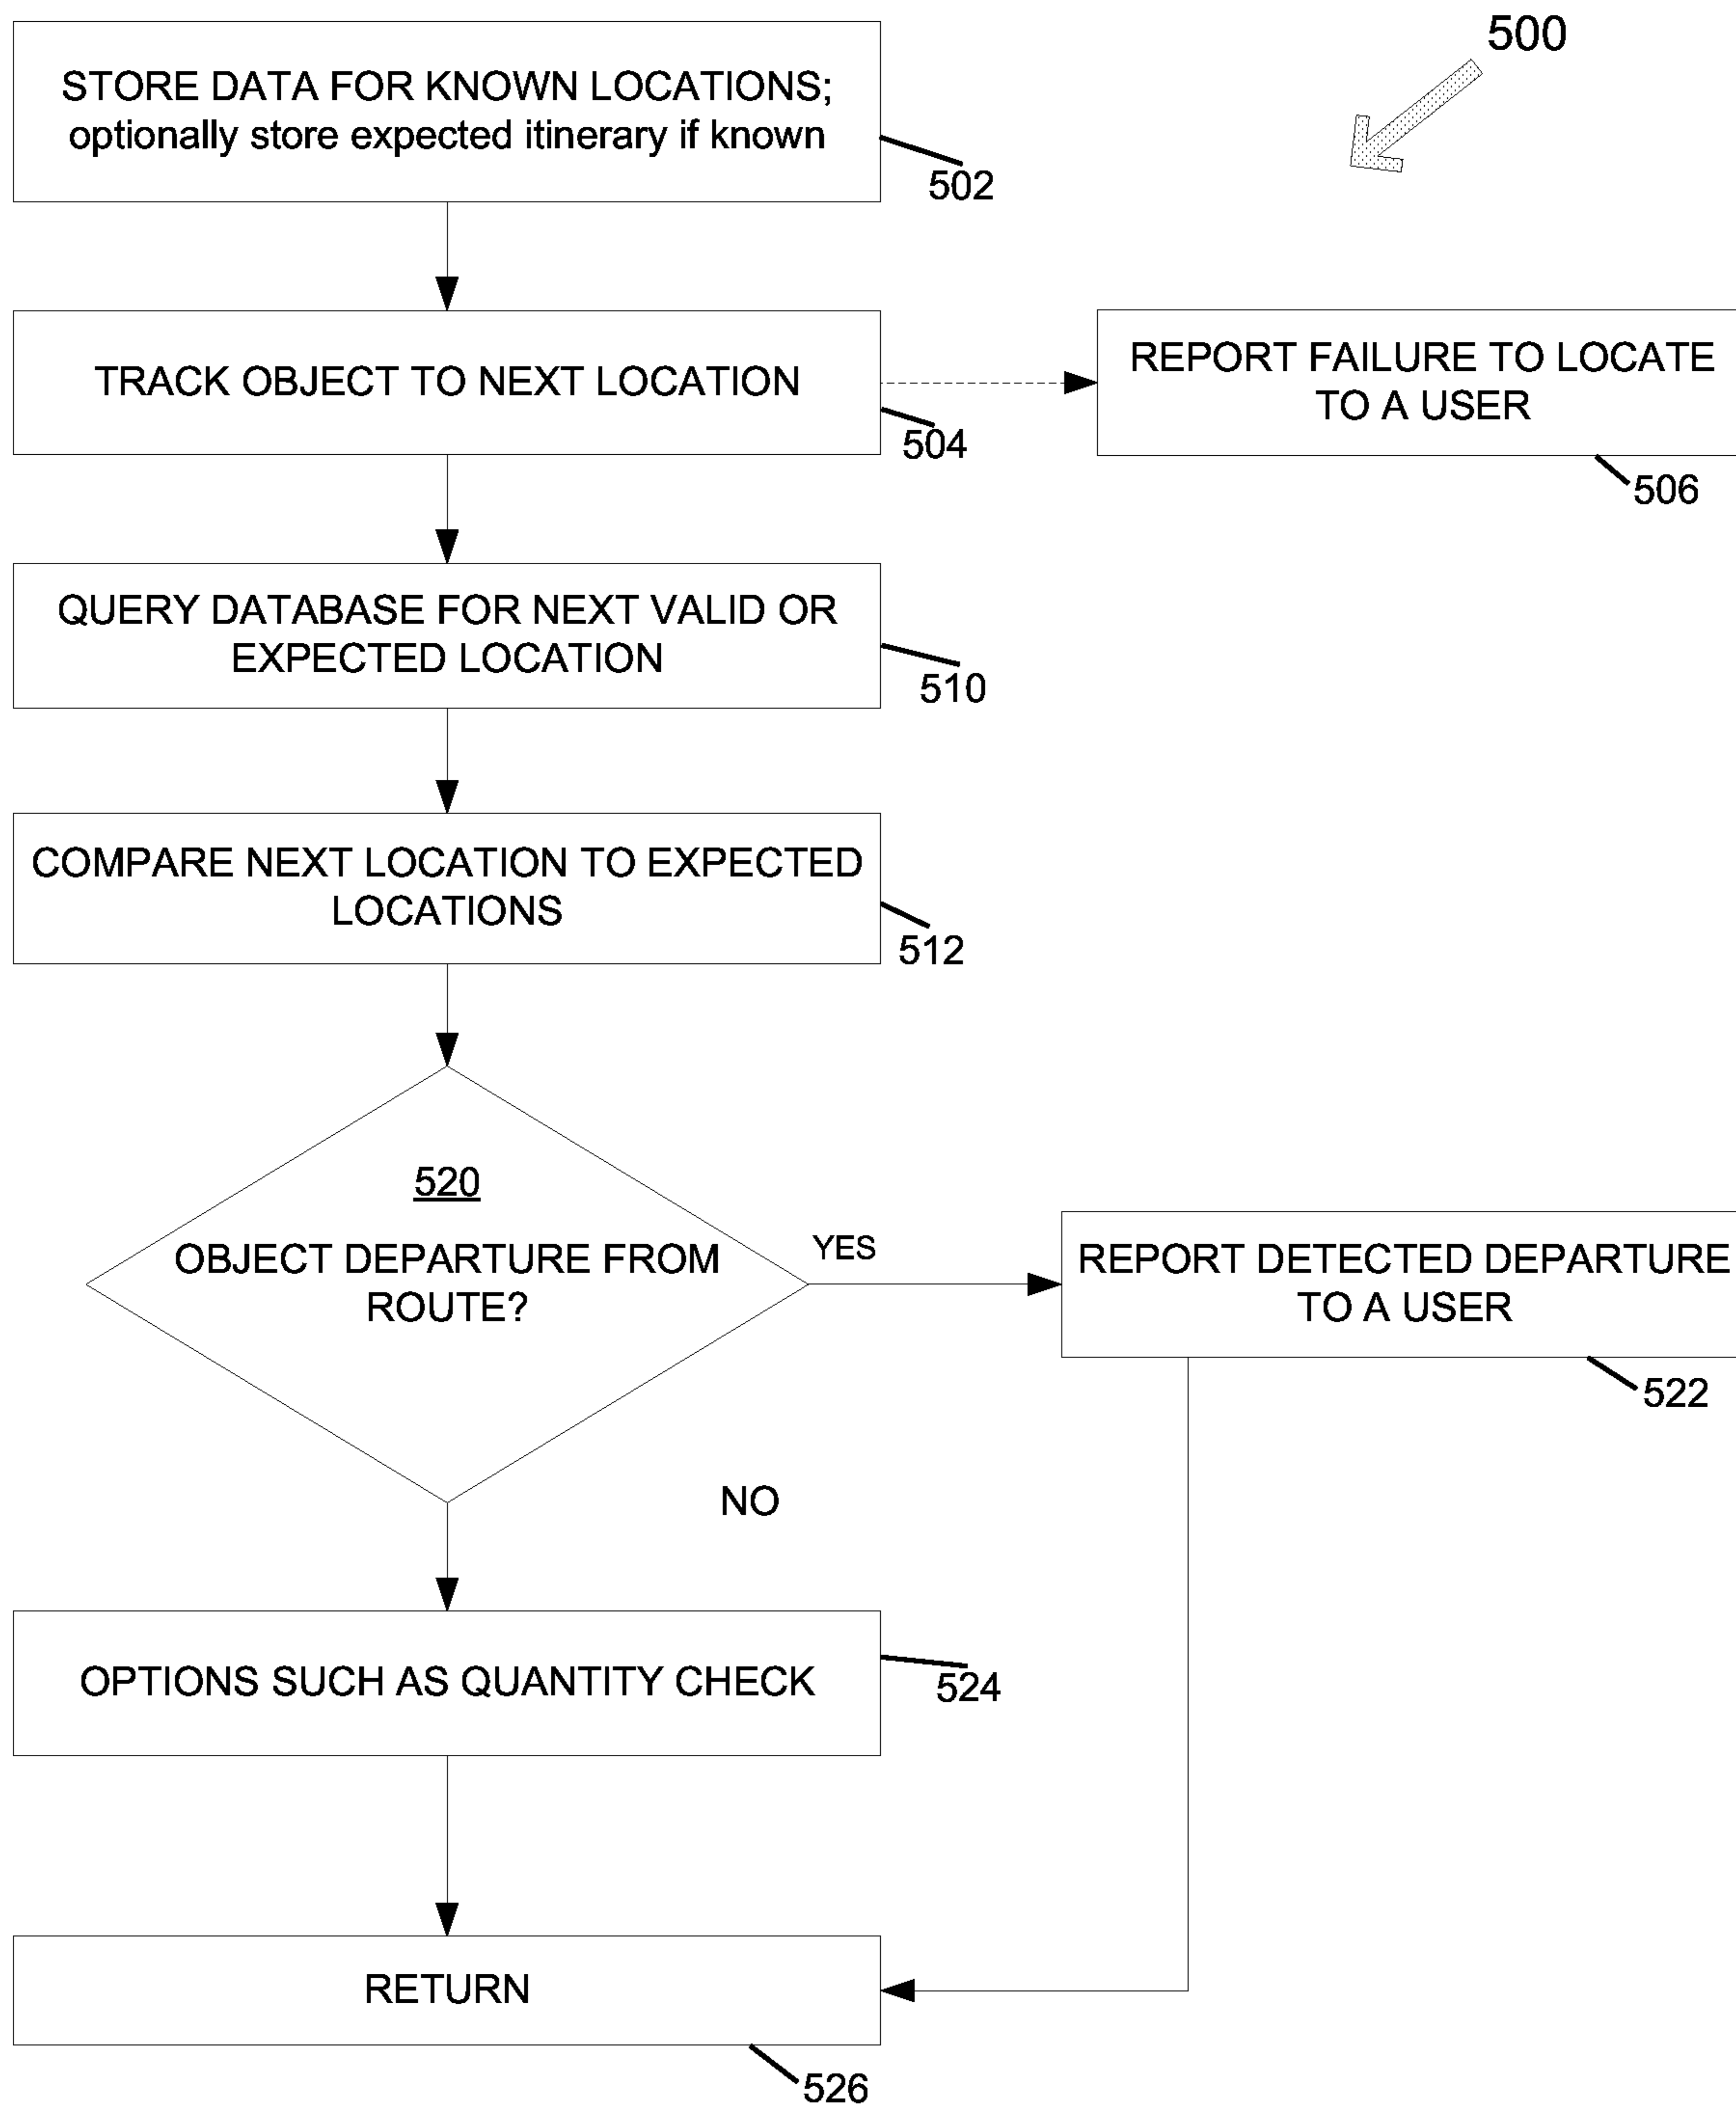 500
STORE DATA FOR KNOWN LOCATIONS;
optionally store expected itinerary if known
502
TRACK OBJECT TO NEXT LOCATION
504
REPORT FAILURE TO LOCATE
TO A USER
506
QUERY DATABASE FOR NEXT VALID OR
EXPECTED LOCATION
510
COMPARE NEXT LOCATION TO EXPECTED
LOCATIONS
512
520
OBJECT DEPARTURE FROM
ROUTE?
YES
REPORT DETECTED DEPARTURE
TO A USER
522
NO
OPTIONS SUCH AS QUANTITY CHECK
524
RETURN
526